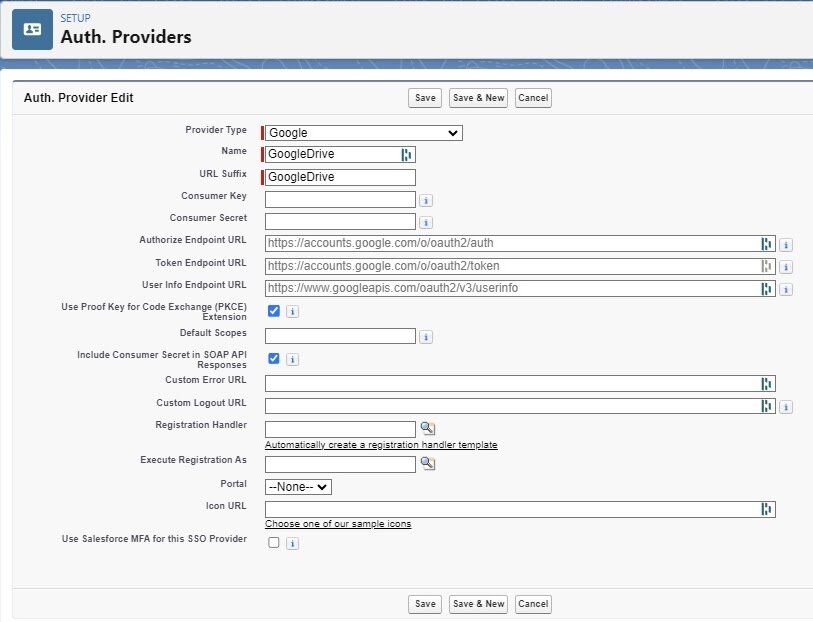 SETUP
Auth. Providers
Auth. Provider Edit
Save
Save & New
Cancel
Provider Type
Google
Name
GoogleDrive
URL Suffix
GoogleDrive
Consumer Key
i
Consumer Secret
i
Authorize Endpoint URL
https://accounts.google.com/o/oauth2/auth
i
Token Endpoint URL
https://accounts.google.com/o/oauth2/token
i
User Info Endpoint URL
https://www.googleapis.com/oauth2/v3/userinfo
i
Use Proof Key for Code Exchange (PKCE)
Extension
i
Default Scopes
i
Include Consumer Secret in SOAP API
Responses
i
Custom Error URL
Custom Logout URL
i
Registration Handler
Automatically create a registration handler template
Execute Registration As
Portal
--None--
Icon URL
Choose one of our sample icons
Use Salesforce MFA for this SSO Provider
i
Save
Save & New
Cancel